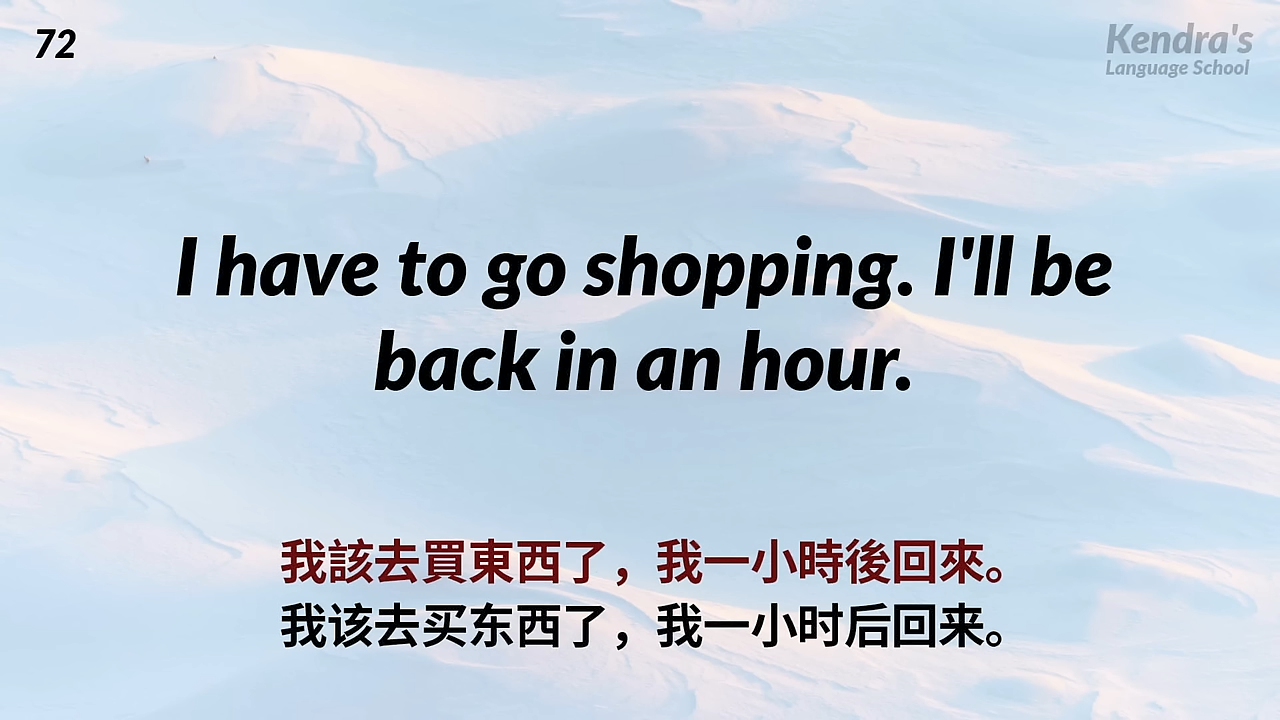 72
Kendra's
Language School
I have to go shopping. I'll be
back in an hour.
我該去買東西了，我一小時後回來。
我该去买东西了，我一小时后回来。